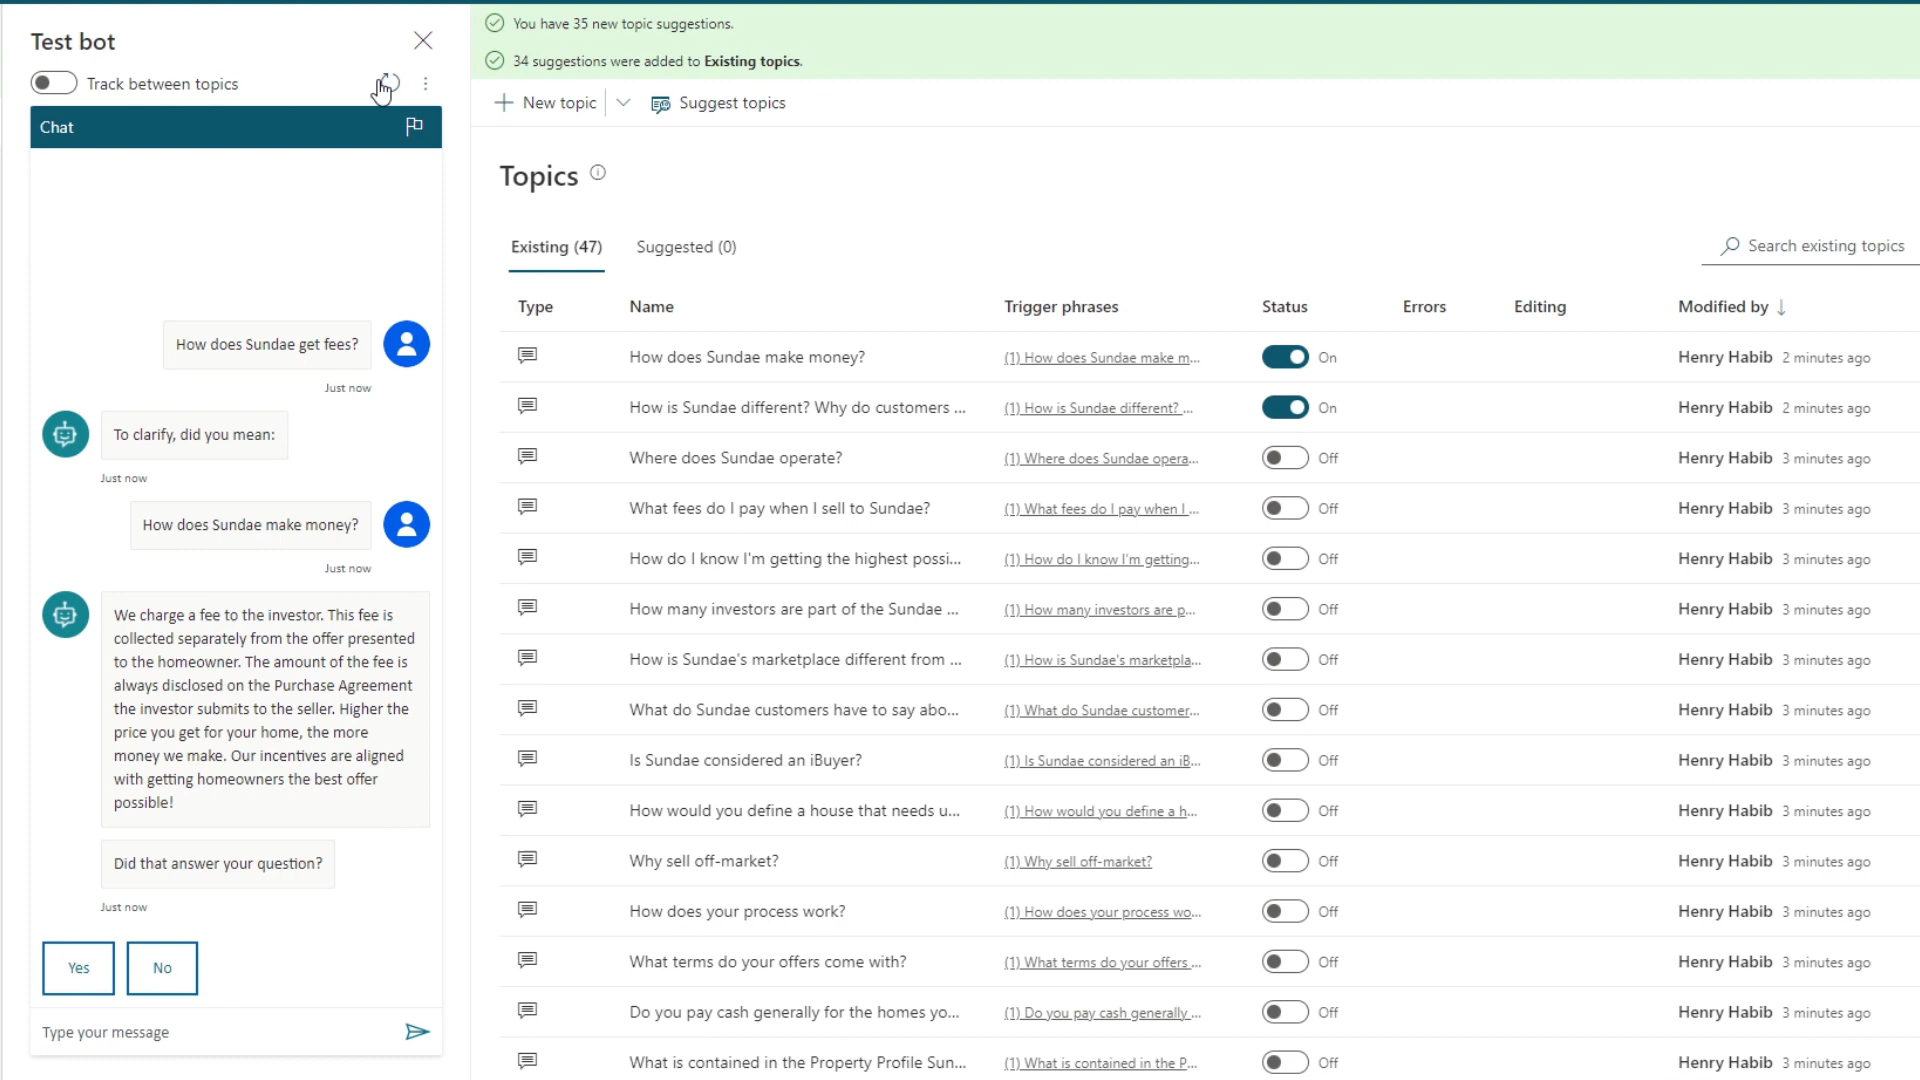 Test bot
Track between topics
Chat
How does Sundae get fees?
Just now
To clarify, did you mean:
Just now
How does Sundae make money?
Just now
We charge a fee to the investor. This fee is
collected separately from the offer presented
to the homeowner. The amount of the fee is
always disclosed on the Purchase Agreement
the investor submits to the seller. Higher the
price you get for your home, the more
money we make. Our incentives are aligned
with getting homeowners the best offer
possible!
Did that answer your question?
Just now
Yes No
Type your message
You have 35 new topic suggestions.
34 suggestions were added to Existing topics.
New topic Suggest topics
Topics
Existing (47) Suggested (0) Search existing topics
Type Name Trigger phrases Status Errors Editing Modified by ↓
How does Sundae make money? (1) How does Sundae make m... On Henry Habib 2 minutes ago
How is Sundae different? Why do customers ... (1) How is Sundae different? ... On Henry Habib 2 minutes ago
Where does Sundae operate? (1) Where does Sundae opera... Off Henry Habib 3 minutes ago
What fees do I pay when I sell to Sundae? (1) What fees do I pay when I ... Off Henry Habib 3 minutes ago
How do I know I'm getting the highest possi... (1) How do I know I'm getting... Off Henry Habib 3 minutes ago
How many investors are part of the Sundae ... (1) How many investors are p... Off Henry Habib 3 minutes ago
How is Sundae's marketplace different from ... (1) How is Sundae's marketpla... Off Henry Habib 3 minutes ago
What do Sundae customers have to say abo... (1) What do Sundae customer... Off Henry Habib 3 minutes ago
Is Sundae considered an iBuyer? (1) Is Sundae considered an iB... Off Henry Habib 3 minutes ago
How would you define a house that needs u... (1) How would you define a h... Off Henry Habib 3 minutes ago
Why sell off-market? (1) Why sell off-market? Off Henry Habib 3 minutes ago
How does your process work? (1) How does your process wo... Off Henry Habib 3 minutes ago
What terms do your offers come with? (1) What terms do your offers ... Off Henry Habib 3 minutes ago
Do you pay cash generally for the homes yo... (1) Do you pay cash generally ... Off Henry Habib 3 minutes ago
What is contained in the Property Profile Sun... (1) What is contained in the P... Off Henry Habib 3 minutes ago